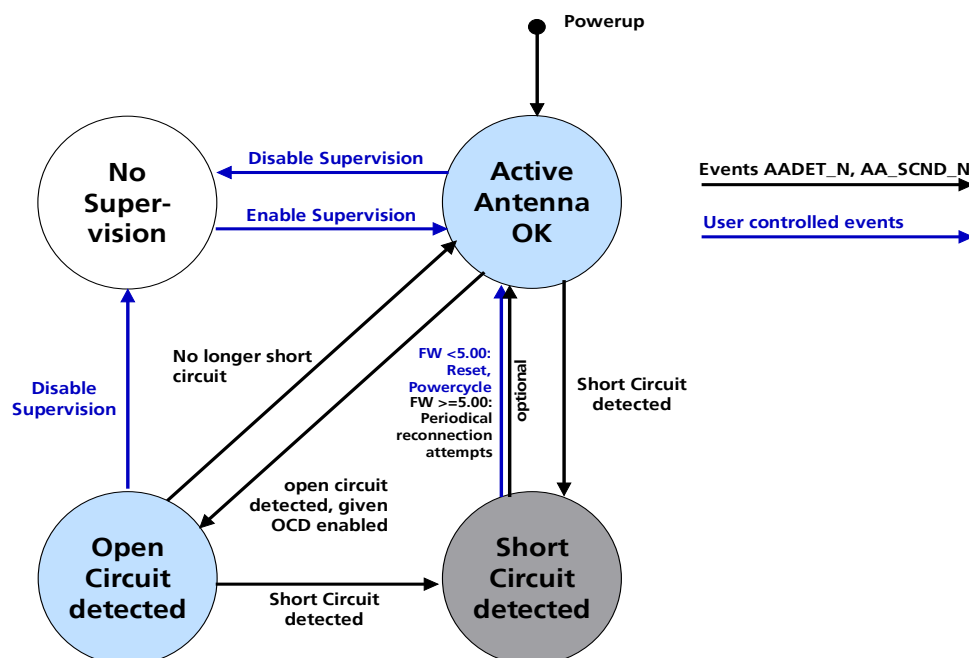 Powerup
No
Super-
vision
Disable Supervision
Enable Supervision
Active
Antenna
OK
Events AADET_N, AA_SCND_N
User controlled events
Disable
Supervision
No longer short
circuit
FW <5.00:
Reset,
Powercycle
FW >=5.00:
Periodical
reconnection
attempts
optional
Short Circuit
detected
open circuit
detected, given
OCD enabled
Open
Circuit
detected
Short Circuit
detected
Short
Circuit
detected